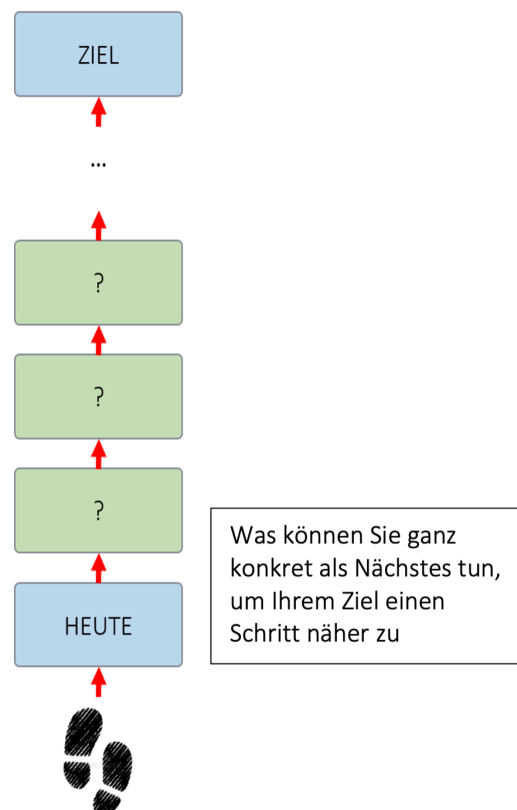 ZIEL
...
?
?
?
HEUTE
Was können Sie ganz
konkret als Nächstes tun,
um Ihrem Ziel einen
Schritt näher zu